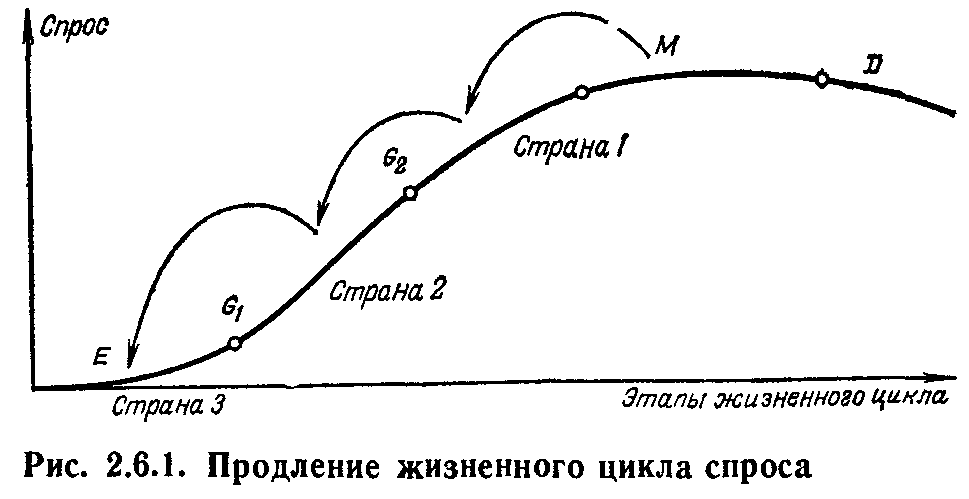 Спрос
M
D
Страна 1
G2
Страна 2
G1
E
Страна 3
Этапы жизненного цикла
Рис. 2.6.1. Продление жизненного цикла спроса